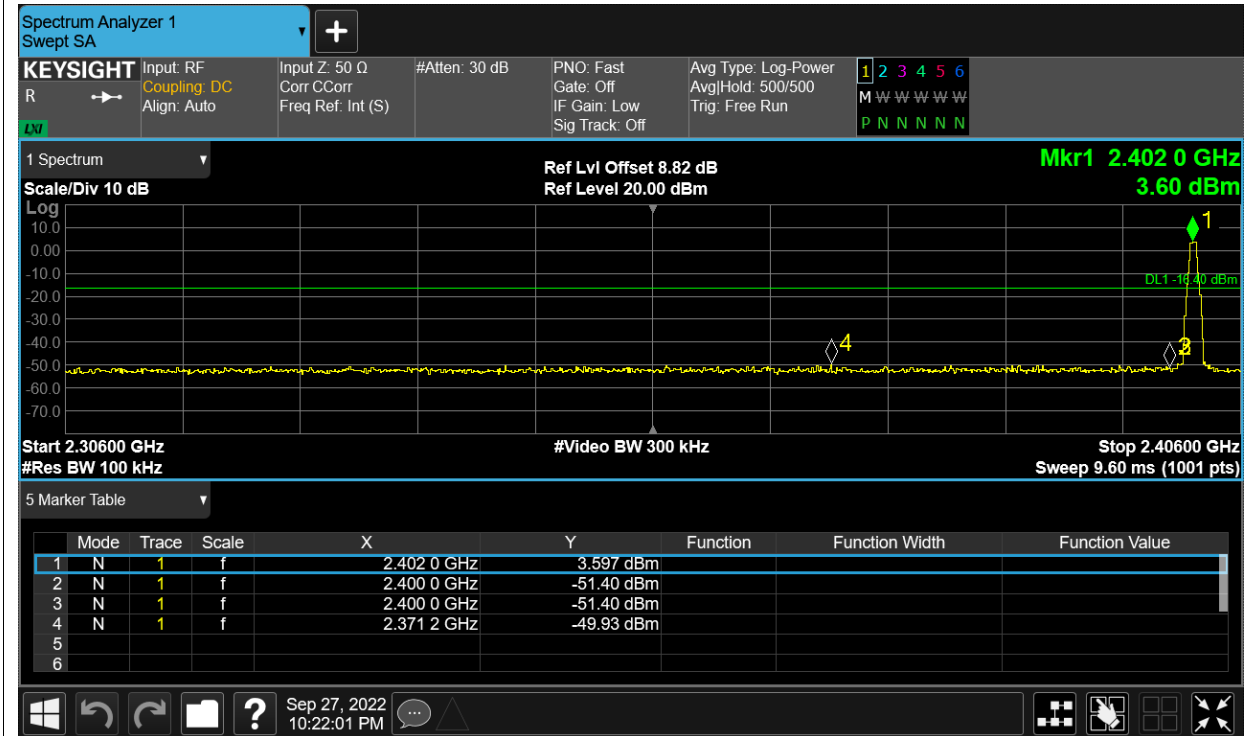 Spectrum Analyzer 1
Swept SA
+
KEYSIGHT Input: RF Input Z: 50 Ω #Atten: 30 dB PNO: Fast Avg Type: Log-Power 1 2 3 4 5 6
R Coupling: DC Corr CCorr Gate: Off Avg|Hold: 500/500 M W W W W W
Align: Auto Freq Ref: Int (S) IF Gain: Low Trig: Free Run
LXI Sig Track: Off P N N N N N
1 Spectrum Ref Lvl Offset 8.82 dB Mkr1 2.402 0 GHz
Scale/Div 10 dB Ref Level 20.00 dBm 3.60 dBm
Log
1
10.0
0.00
-10.0
DL1 -16.40 dBm
-20.0
-30.0
-40.0
4
-50.0
-60.0
-70.0
Start 2.30600 GHz #Video BW 300 kHz Stop 2.40600 GHz
#Res BW 100 kHz Sweep 9.60 ms (1001 pts)
5 Marker Table
Mode Trace Scale X Y Function Function Width Function Value
1 N 1 f 2.402 0 GHz 3.597 dBm
2 N 1 f 2.400 0 GHz -51.40 dBm
3 N 1 f 2.400 0 GHz -51.40 dBm
4 N 1 f 2.371 2 GHz -49.93 dBm
5
6
? Sep 27, 2022
10:22:01 PM